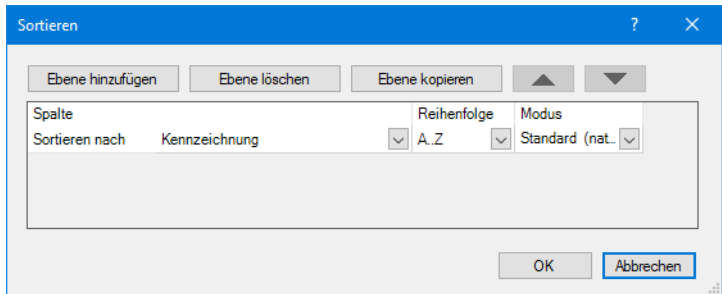 Sortieren
Ebene hinzufügen Ebene löschen Ebene kopieren
Spalte Reihenfolge Modus
Sortieren nach Kennzeichnung A..Z Standard (nat...
OK Abbrechen